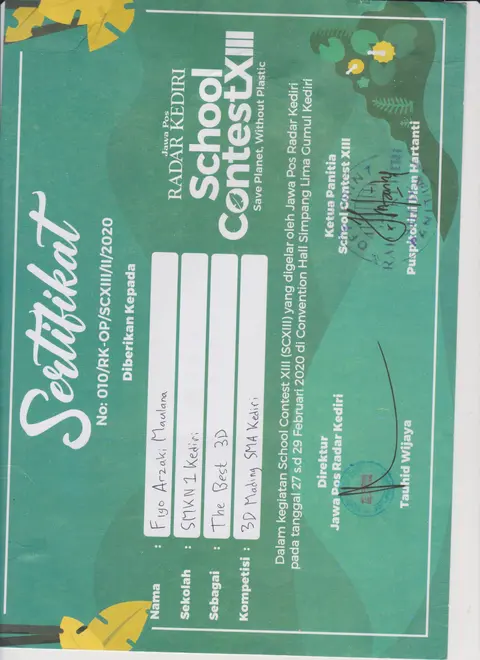 Sertifikat
No: 010/RK-OP/SCXIII/II/2020
Diberikan Kepada
Jawa Pos
RADAR KEDIRI
School
ContestXIII
Save Planet, Without Plastic
Nama : Fiyo Arzaki Maulana
Sekolah : SMKN 1 Kediri
Sebagai : The Best 3D
Kompetisi : 3D Mading SMA Kediri
Dalam kegiatan School Contest XIII (SCXIII) yang digelar oleh Jawa Pos Radar Kediri
pada tanggal 27 s.d 29 Februari 2020 di Convention Hall Simpang Lima Gumul Kediri
Direktur
Jawa Pos Radar Kediri
Tauhid Wijaya
Ketua Panitia
School Contest XIII
Dian Hartanti